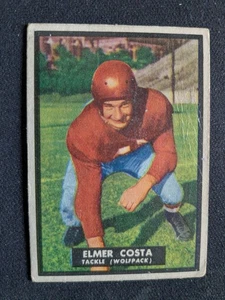 ELMER COSTA
TACKLE (WOLFPACK)